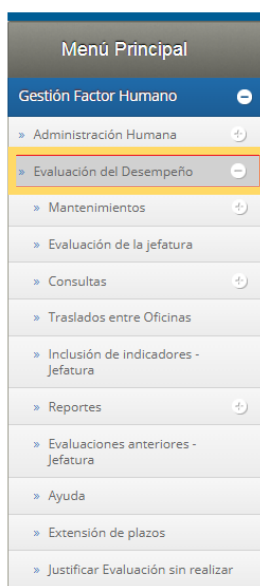 Menú Principal
Gestión Factor Humano
» Administración Humana
» Evaluación del Desempeño
» Mantenimientos
» Evaluación de la jefatura
» Consultas
» Traslados entre Oficinas
» Inclusión de indicadores -
Jefatura
» Reportes
» Evaluaciones anteriores -
Jefatura
» Ayuda
» Extensión de plazos
» Justificar Evaluación sin realizar